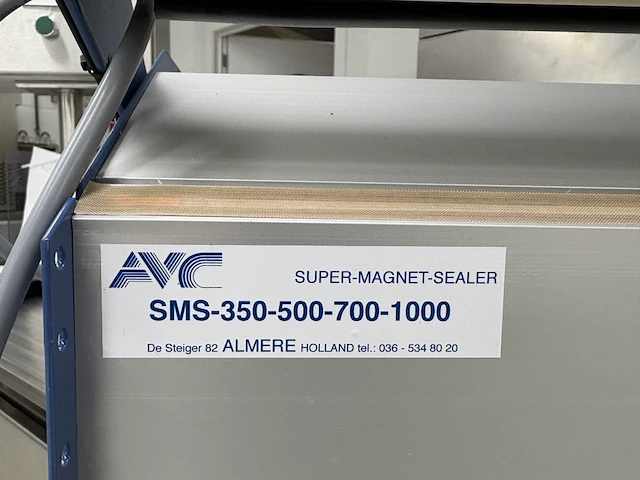 AVC
SUPER-MAGNET-SEALER
SMS-350-500-700-1000
De Steiger 82 ALMERE HOLLAND tel.: 036 - 534 80 20